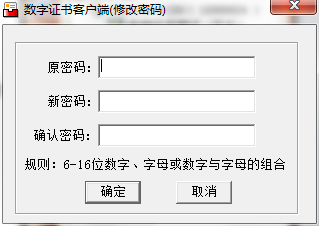 数字证书客户端(修改密码)
原密码:
新密码:
确认密码:
规则: 6-16位数字、字母或数字与字母的组合
确定 取消